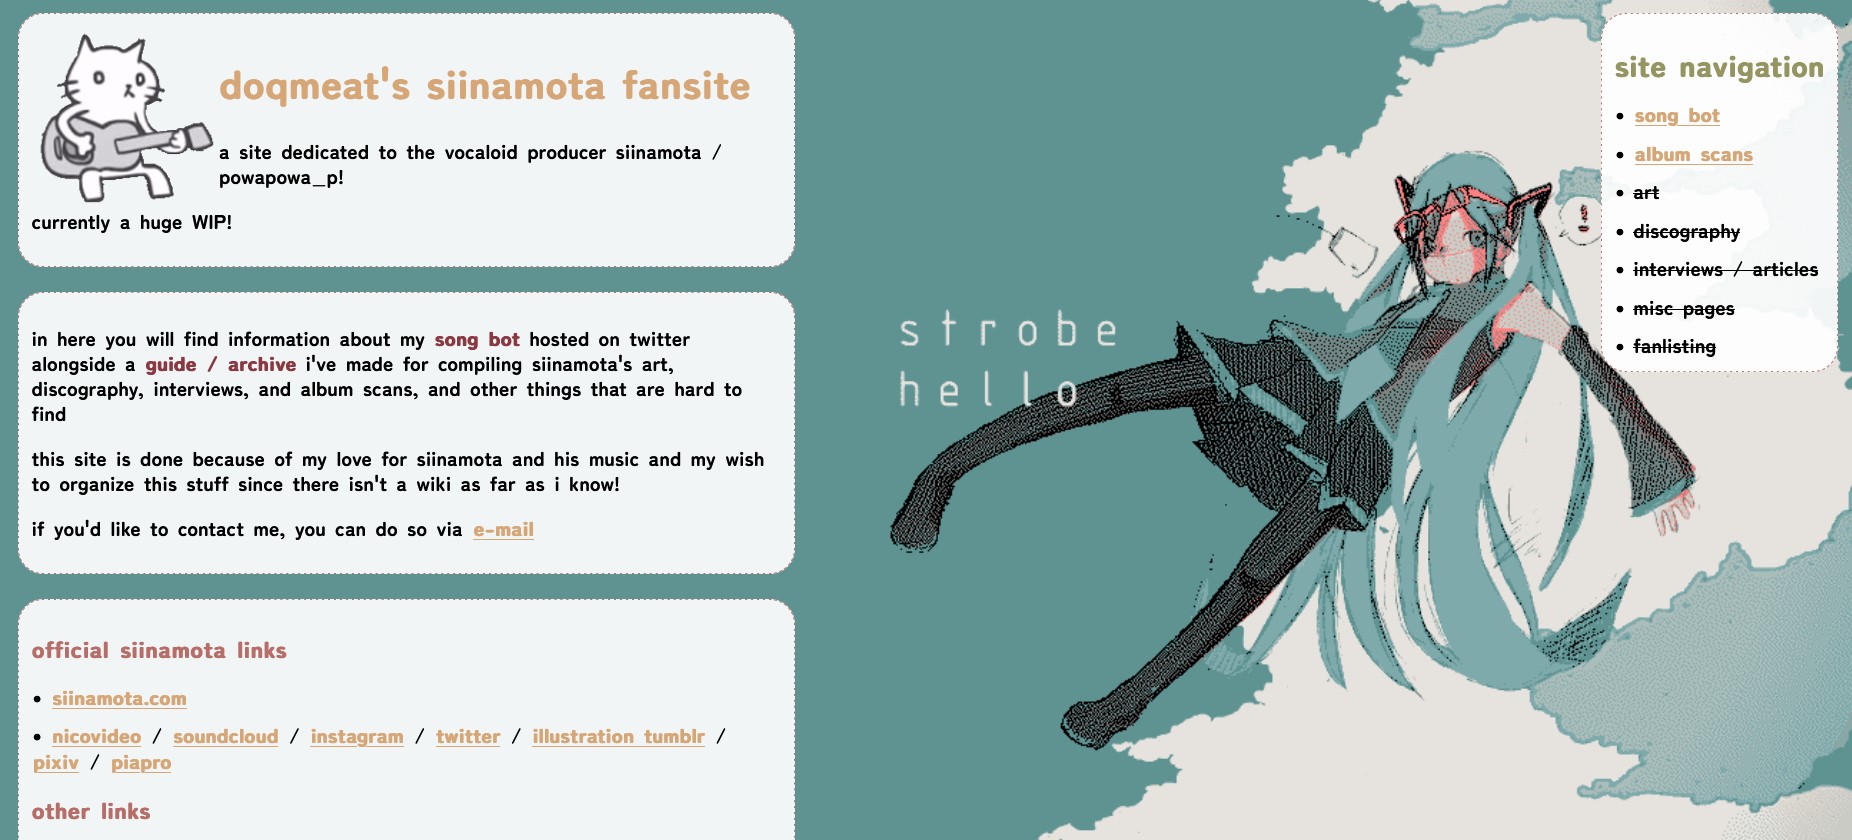 doqmeat's siinamota fansite
a site dedicated to the vocaloid producer siinamota /
powapowa_p!
currently a huge WIP!
in here you will find information about my song bot hosted on twitter
alongside a guide / archive i've made for compiling siinamota's art,
discography, interviews, and album scans, and other things that are hard to
find
this site is done because of my love for siinamota and his music and my wish
to organize this stuff since there isn't a wiki as far as i know!
if you'd like to contact me, you can do so via e-mail
official siinamota links
• siinamota.com
• nicovideo / soundcloud / instagram / twitter / illustration tumblr /
pixiv / piapro
other links
strobe
hello
!
site navigation
• song bot
• album scans
• art
• discography
• interviews / articles
• misc pages
• fanlisting